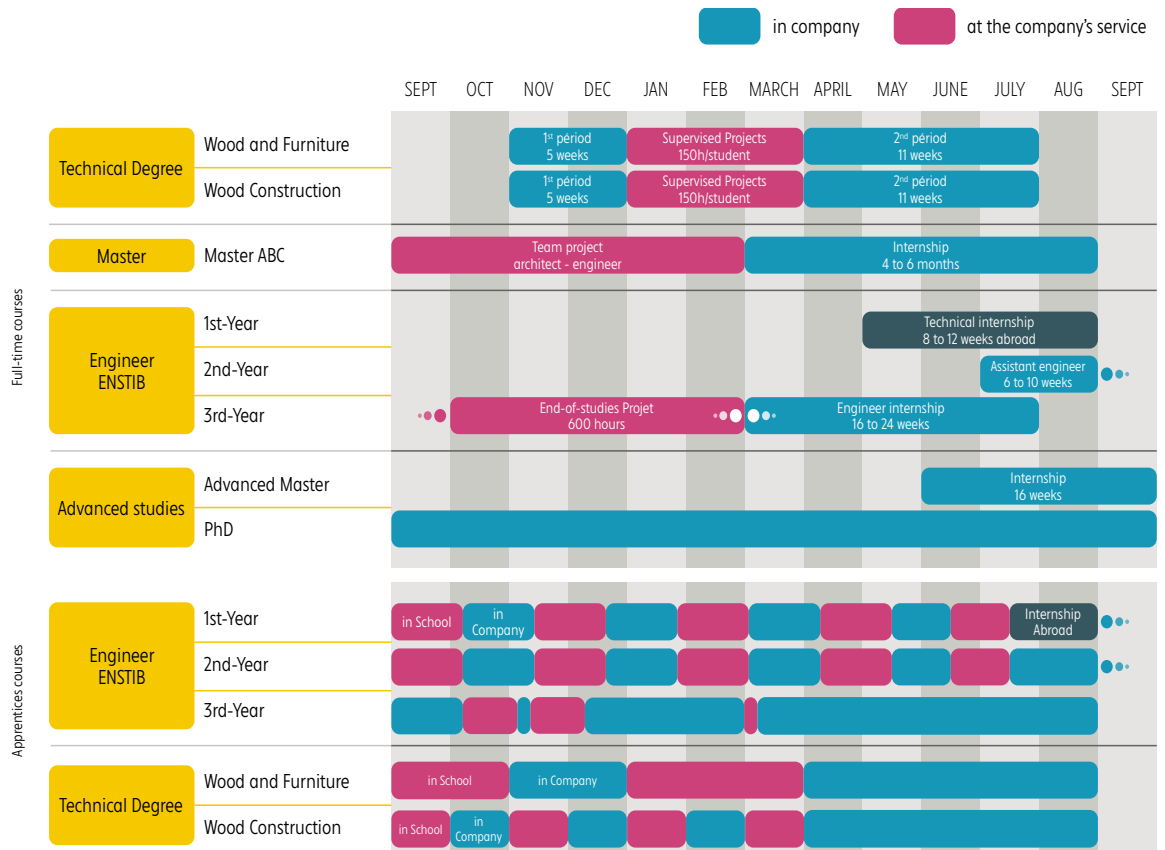 in company
at the company's service
SEPT OCT NOV DEC JAN FEB MARCH APRIL MAY JUNE JULY AUG SEPT
Full-time courses
Technical Degree
Wood and Furniture
1st périod
5 weeks
Supervised Projects
150h/student
2nd périod
11 weeks
Wood Construction
1st périod
5 weeks
Supervised Projects
150h/student
2nd périod
11 weeks
Master
Master ABC
Team project
architect - engineer
Internship
4 to 6 months
Engineer
ENSTIB
1st-Year
Technical internship
8 to 12 weeks abroad
2nd-Year
Assistant engineer
6 to 10 weeks
3rd-Year
End-of-studies Projet
600 hours
Engineer internship
16 to 24 weeks
Advanced studies
Advanced Master
Internship
16 weeks
PhD
Apprentices courses
Engineer
ENSTIB
1st-Year
in School
in
Company
Internship
Abroad
2nd-Year
3rd-Year
Technical Degree
Wood and Furniture
in School
in Company
Wood Construction
in School
in
Company